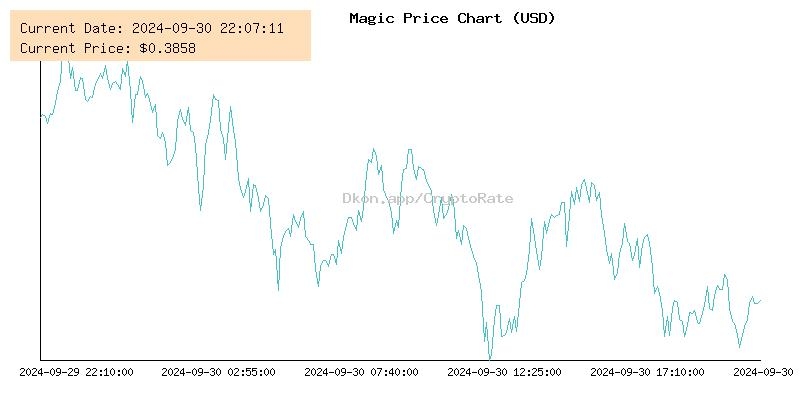 Magic Price Chart (USD)
Current Date: 2024-09-30 22:07:11
Current Price: $0.3858
Dkon.app/CryptoRate
2024-09-29 22:10:00 2024-09-30 02:55:00 2024-09-30 07:40:00 2024-09-30 12:25:00 2024-09-30 17:10:00 2024-09-30